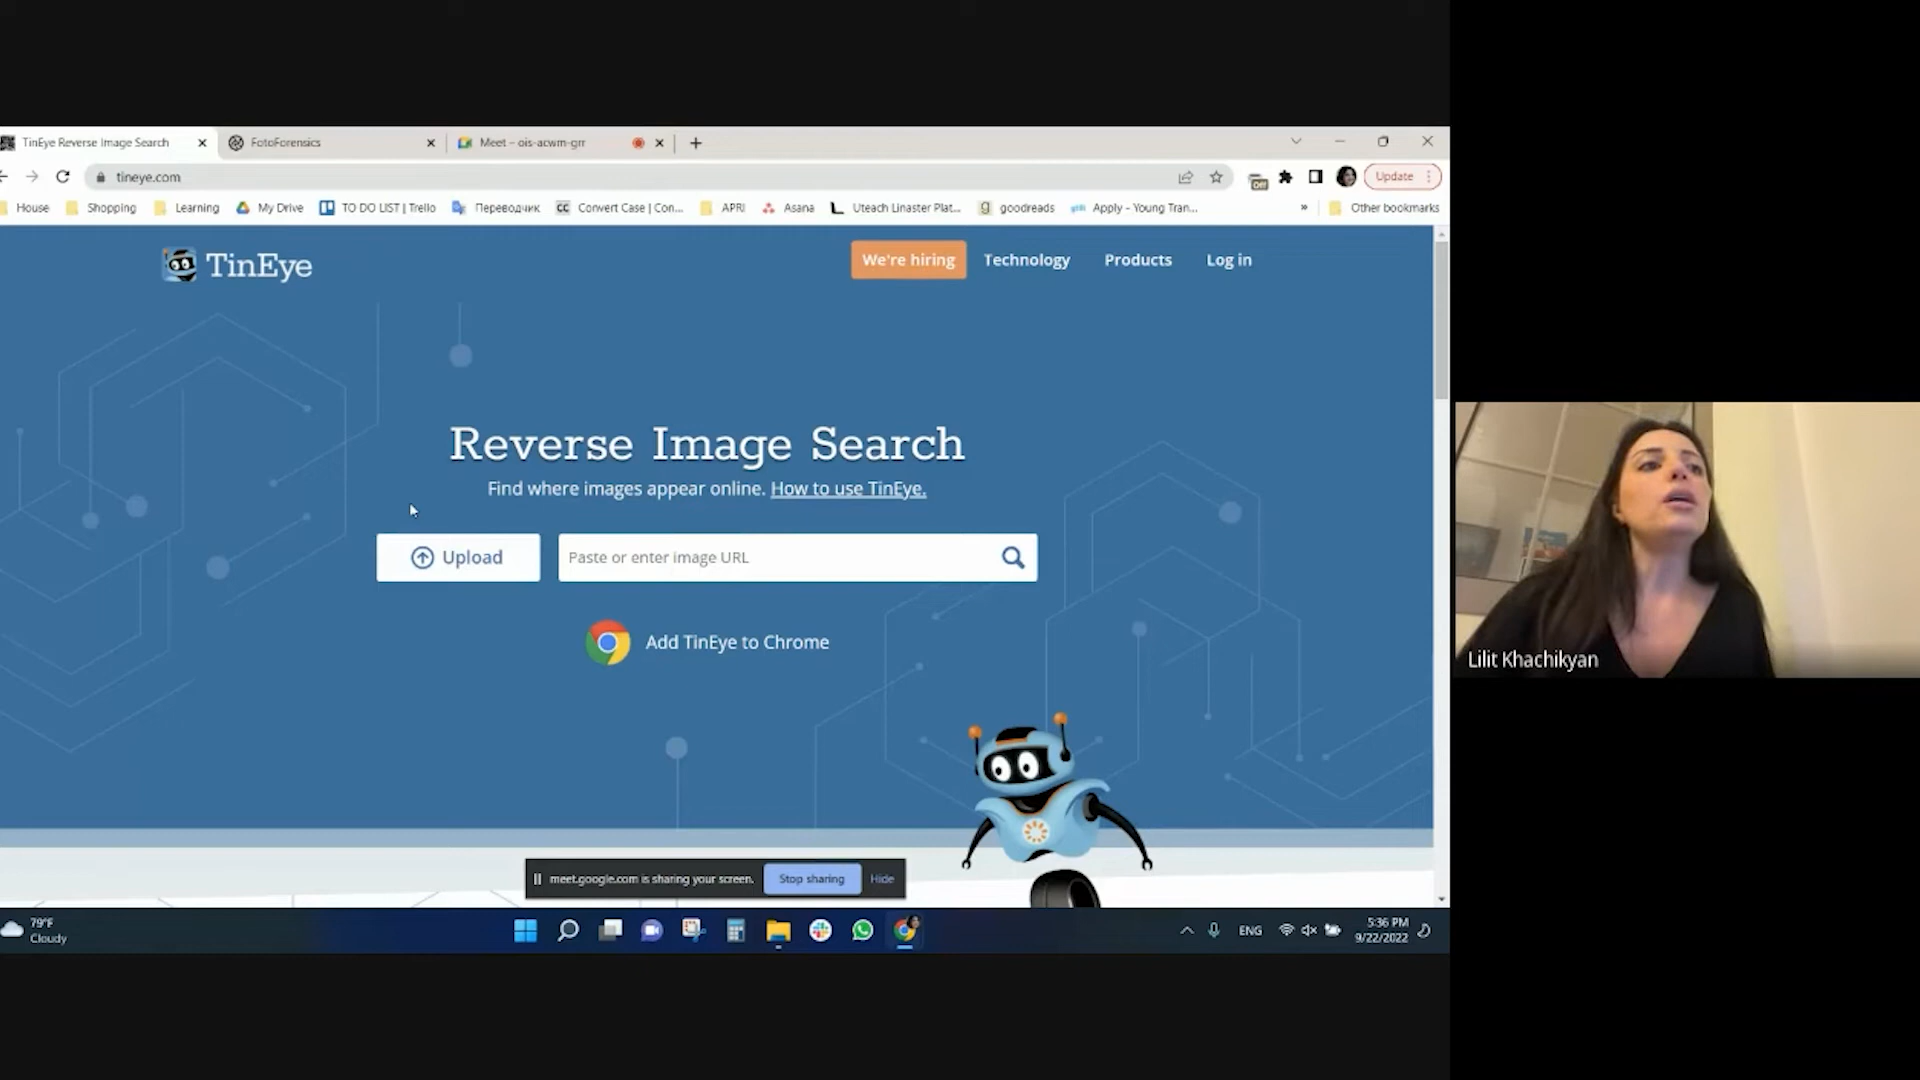 TinEye Reverse Image Search
FotoForensics
Meet – ois-acwm-grr
tineye.com
Off
Update
House
Shopping
Learning
My Drive
TO DO LIST | Trello
Переводчик
CC Convert Case | Con...
APRI
Asana
Uteach Linaster Plat...
goodreads
Apply - Young Tran...
»
Other bookmarks
TinEye
We're hiring
Technology
Products
Log in
Reverse Image Search
Find where images appear online. How to use TinEye.
Upload
Paste or enter image URL
Add TinEye to Chrome
Lilit Khachikyan
meet.google.com is sharing your screen.
Stop sharing
Hide
79°F
Cloudy
ENG
5:36 PM
9/22/2022